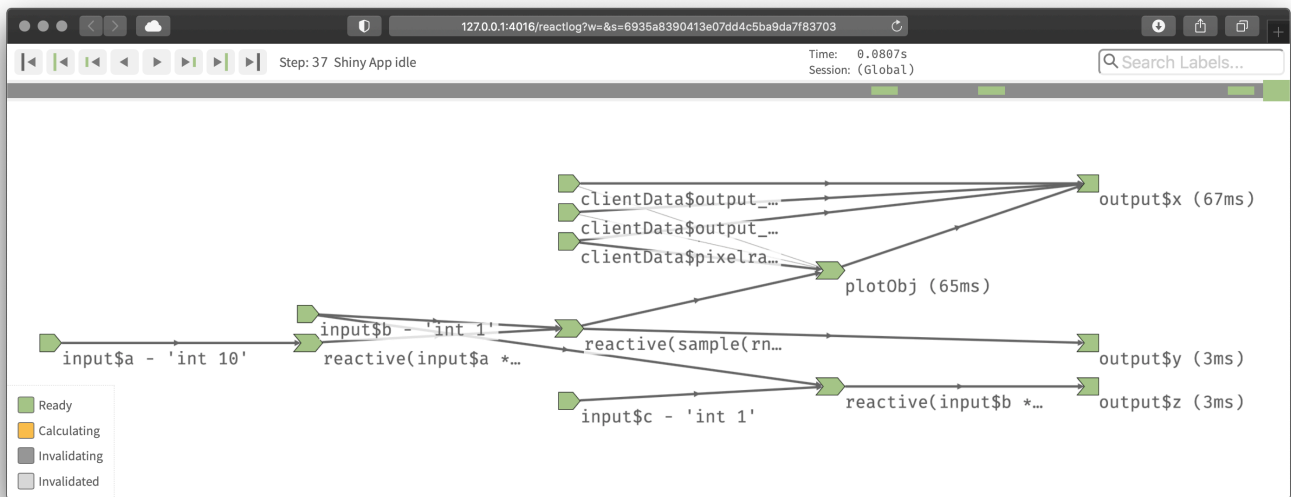 127.0.0.1:4016/reactlog?w=&s=6935a8390413e07dd4c5ba9da7f83703
Step: 37 Shiny App idle
Time: 0.0807s
Session: (Global)
Search Labels...
clientData$output_…
output$x (67ms)
clientData$output_…
clientData$pixelra…
plotObj (65ms)
input$b - 'int 1'
reactive(sample(rn…
input$a - 'int 10'
reactive(input$a *…
output$y (3ms)
input$c - 'int 1'
reactive(input$b *…
output$z (3ms)
Ready
Calculating
Invalidating
Invalidated